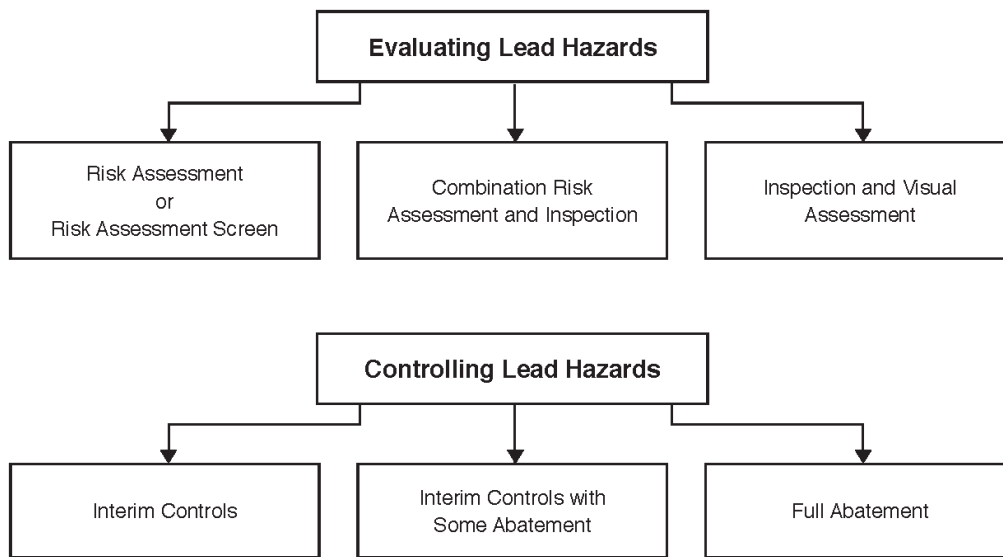 Evaluating Lead Hazards
Risk Assessment
or
Risk Assessment Screen
Combination Risk
Assessment and Inspection
Inspection and Visual
Assessment
Controlling Lead Hazards
Interim Controls
Interim Controls with
Some Abatement
Full Abatement